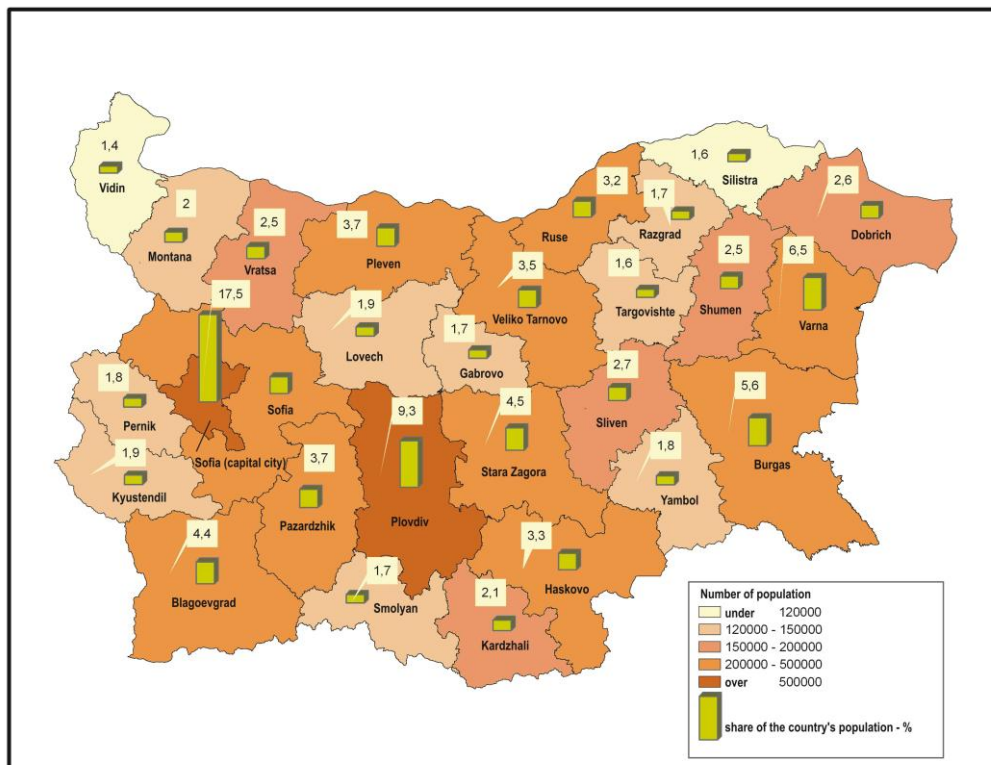 1,4
Vidin
2
Montana
2,5
Vratsa
3,7
Pleven
3,2
Ruse
1,7
Razgrad
1,6
Silistra
2,6
Dobrich
17,5
Sofia (capital city)
Sofia
1,9
Lovech
1,7
Gabrovo
3,5
Veliko Tarnovo
1,6
Targovishte
2,5
Shumen
6,5
Varna
1,8
Pernik
1,9
Kyustendil
3,7
Pazardzhik
9,3
Plovdiv
4,5
Stara Zagora
2,7
Sliven
1,8
Yambol
5,6
Burgas
4,4
Blagoevgrad
1,7
Smolyan
2,1
Kardzhali
3,3
Haskovo
Number of population
under 120000
120000 - 150000
150000 - 200000
200000 - 500000
over 500000
share of the country's population - %